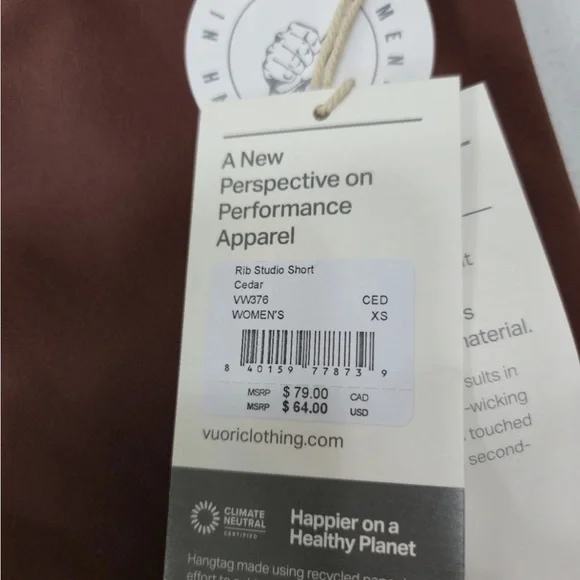 A New
Perspective on
Performance
Apparel
Rib Studio Short
Cedar
VW376 CED
WOMEN'S XS
8 40159 77873 9
MSRP $ 79.00 CAD
MSRP $ 64.00 USD
vuoriclothing.com
CLIMATE
NEUTRAL
CERTIFIED
Happier on a
Healthy Planet
Hangtag made using recycled
effort to
material.
-wicking
touched
second-